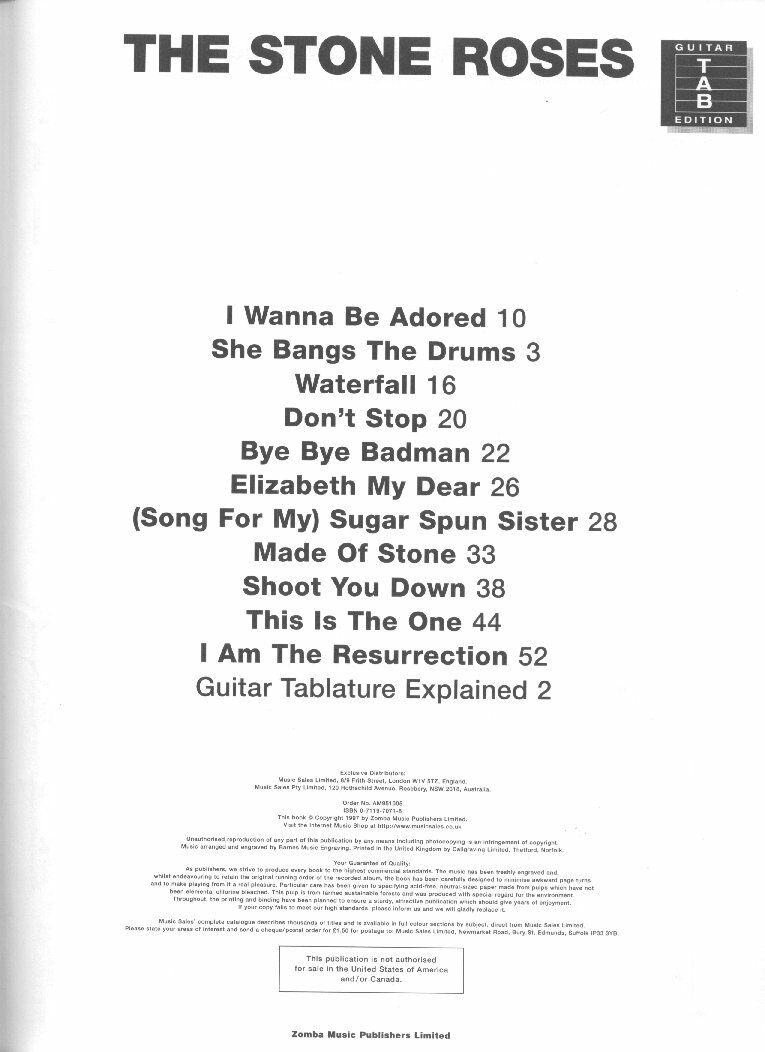 THE STONE ROSES
GUITAR
T
A
B
EDITION
I Wanna Be Adored 10
She Bangs The Drums 3
Waterfall 16
Don't Stop 20
Bye Bye Badman 22
Elizabeth My Dear 26
(Song For My) Sugar Spun Sister 28
Made Of Stone 33
Shoot You Down 38
This Is The One 44
I Am The Resurrection 52
Guitar Tablature Explained 2
Exclusive Distributors:
Music Sales Limited, 8/9 Frith Street, London W1V 5TZ, England.
Music Sales Pty Limited, 120 Rothschild Avenue, Rosebery, NSW 2018, Australia.
Order No. AM951005
ISBN 0-7119-7071-5
This book © Copyright 1997 by Zomba Music Publishers Limited.
Visit the Internet Music Shop at http://www.musicsales.co.uk
Unauthorised reproduction of any part of this publication by any means including photocopying is an infringement of copyright.
Music arranged and engraved by Barnes Music Engraving. Printed in the United Kingdom by Caligraving Limited, Thetford, Norfolk.
Your Guarantee of Quality:
As publishers, we strive to produce every book to the highest commercial standards. The music has been freshly engraved and,
whilst endeavouring to retain the original running order of the recorded album, the book has been carefully designed to minimise awkward page turns
and to make playing from it a real pleasure. Particular care has been given to specifying acid-free, neutral-sized paper made from pulps which have not
been elemental chlorine bleached. This pulp is from farmed sustainable forests and was produced with special regard for the environment.
Throughout, the printing and binding have been planned to ensure a sturdy, attractive publication which should give years of enjoyment.
If your copy fails to meet our high standards, please inform us and we will gladly replace it.
Music Sales' complete catalogue describes thousands of titles and is available in full colour sections by subject, direct from Music Sales Limited.
Please state your areas of interest and send a cheque/postal order for £1.50 for postage to: Music Sales Limited, Newmarket Road, Bury St. Edmunds, Suffolk IP33 3YB.
This publication is not authorised
for sale in the United States of America
and/or Canada.
Zomba Music Publishers Limited